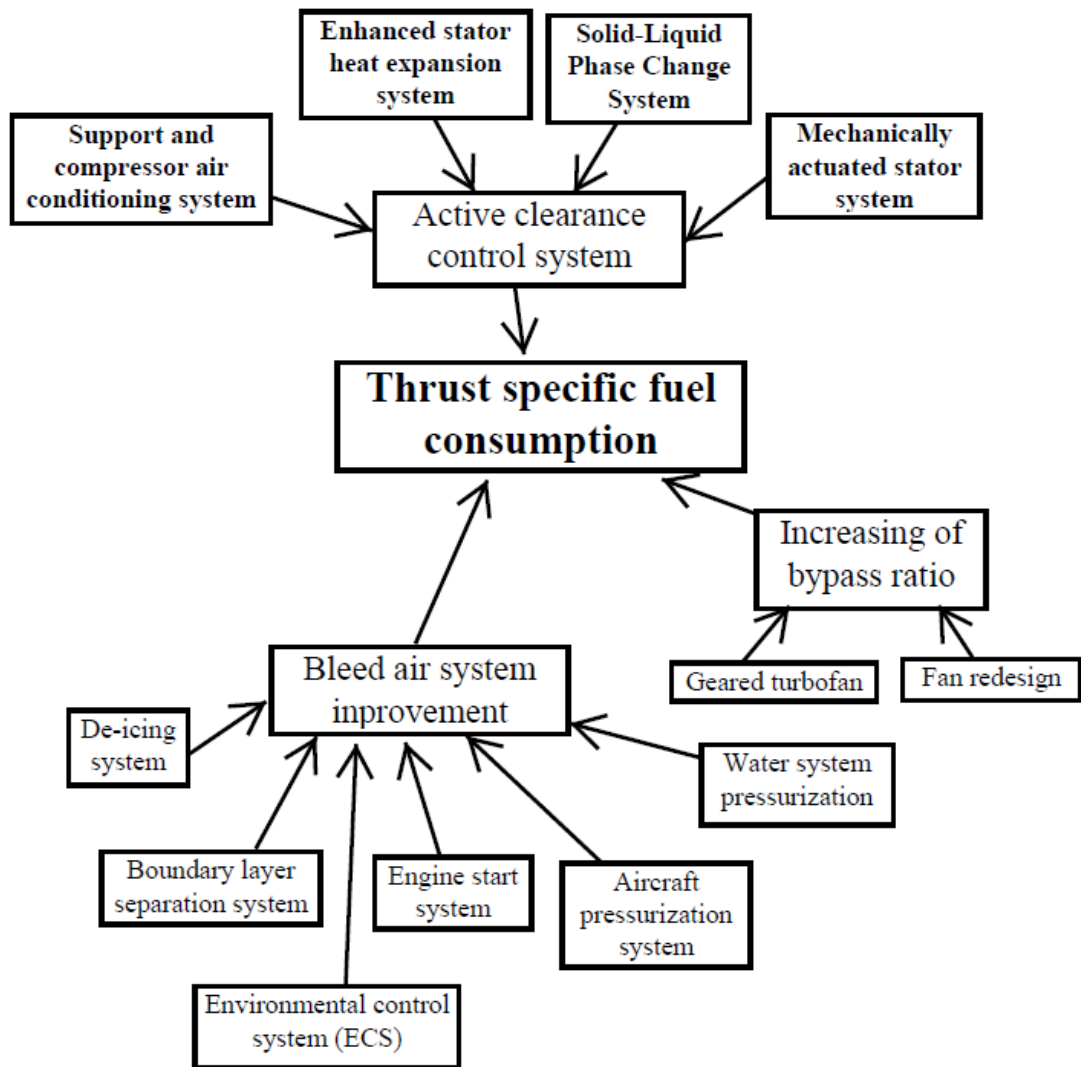 Enhanced stator
heat expansion
system
Solid-Liquid
Phase Change
System
Support and
compressor air
conditioning system
Mechanically
actuated stator
system
Active clearance
control system
Thrust specific fuel
consumption
Increasing of
bypass ratio
Geared turbofan
Fan redesign
Bleed air system
inprovement
De-icing
system
Water system
pressurization
Boundary layer
separation system
Engine start
system
Aircraft
pressurization
system
Environmental control
system (ECS)